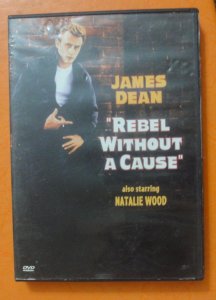 JAMES
DEAN
"REBEL
WITHOUT
A CAUSE"
also starring
NATALIE WOOD
DVD